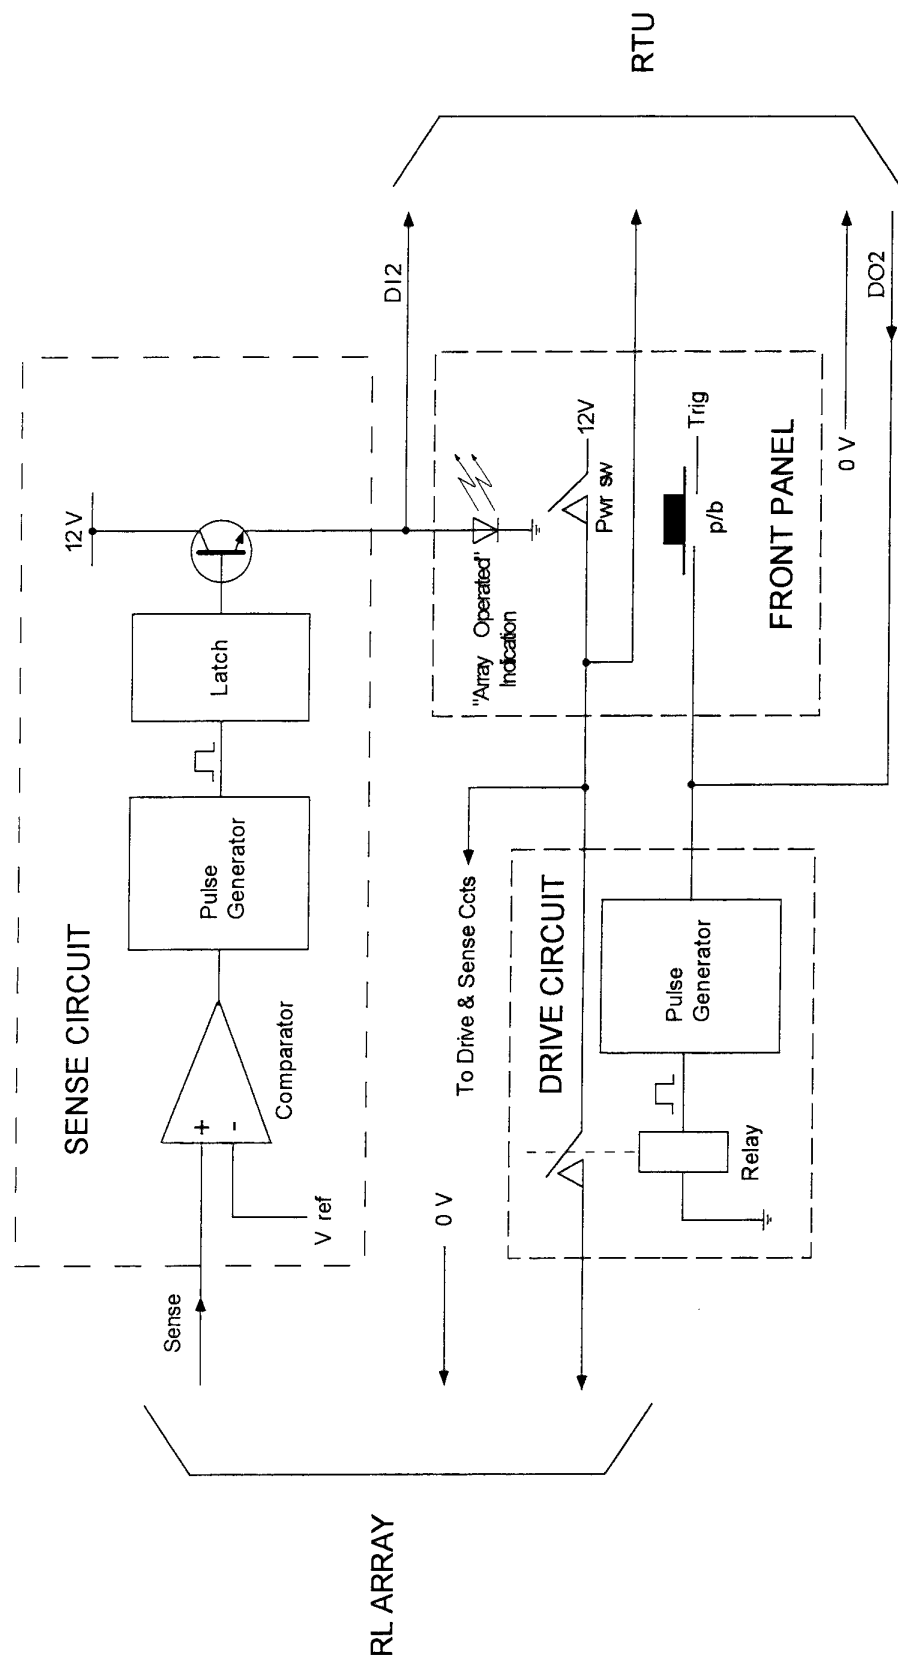 SENSE CIRCUIT
Sense
+
-
V ref
Comparator
Pulse
Generator
Latch
12V
DI2
RTU
RL ARRAY
0 V
To Drive & Sense Ccts
"Array Operated"
Indication
12V
Pwr sw
p/b
Trig
FRONT PANEL
DRIVE CIRCUIT
Relay
Pulse
Generator
0 V
DO2